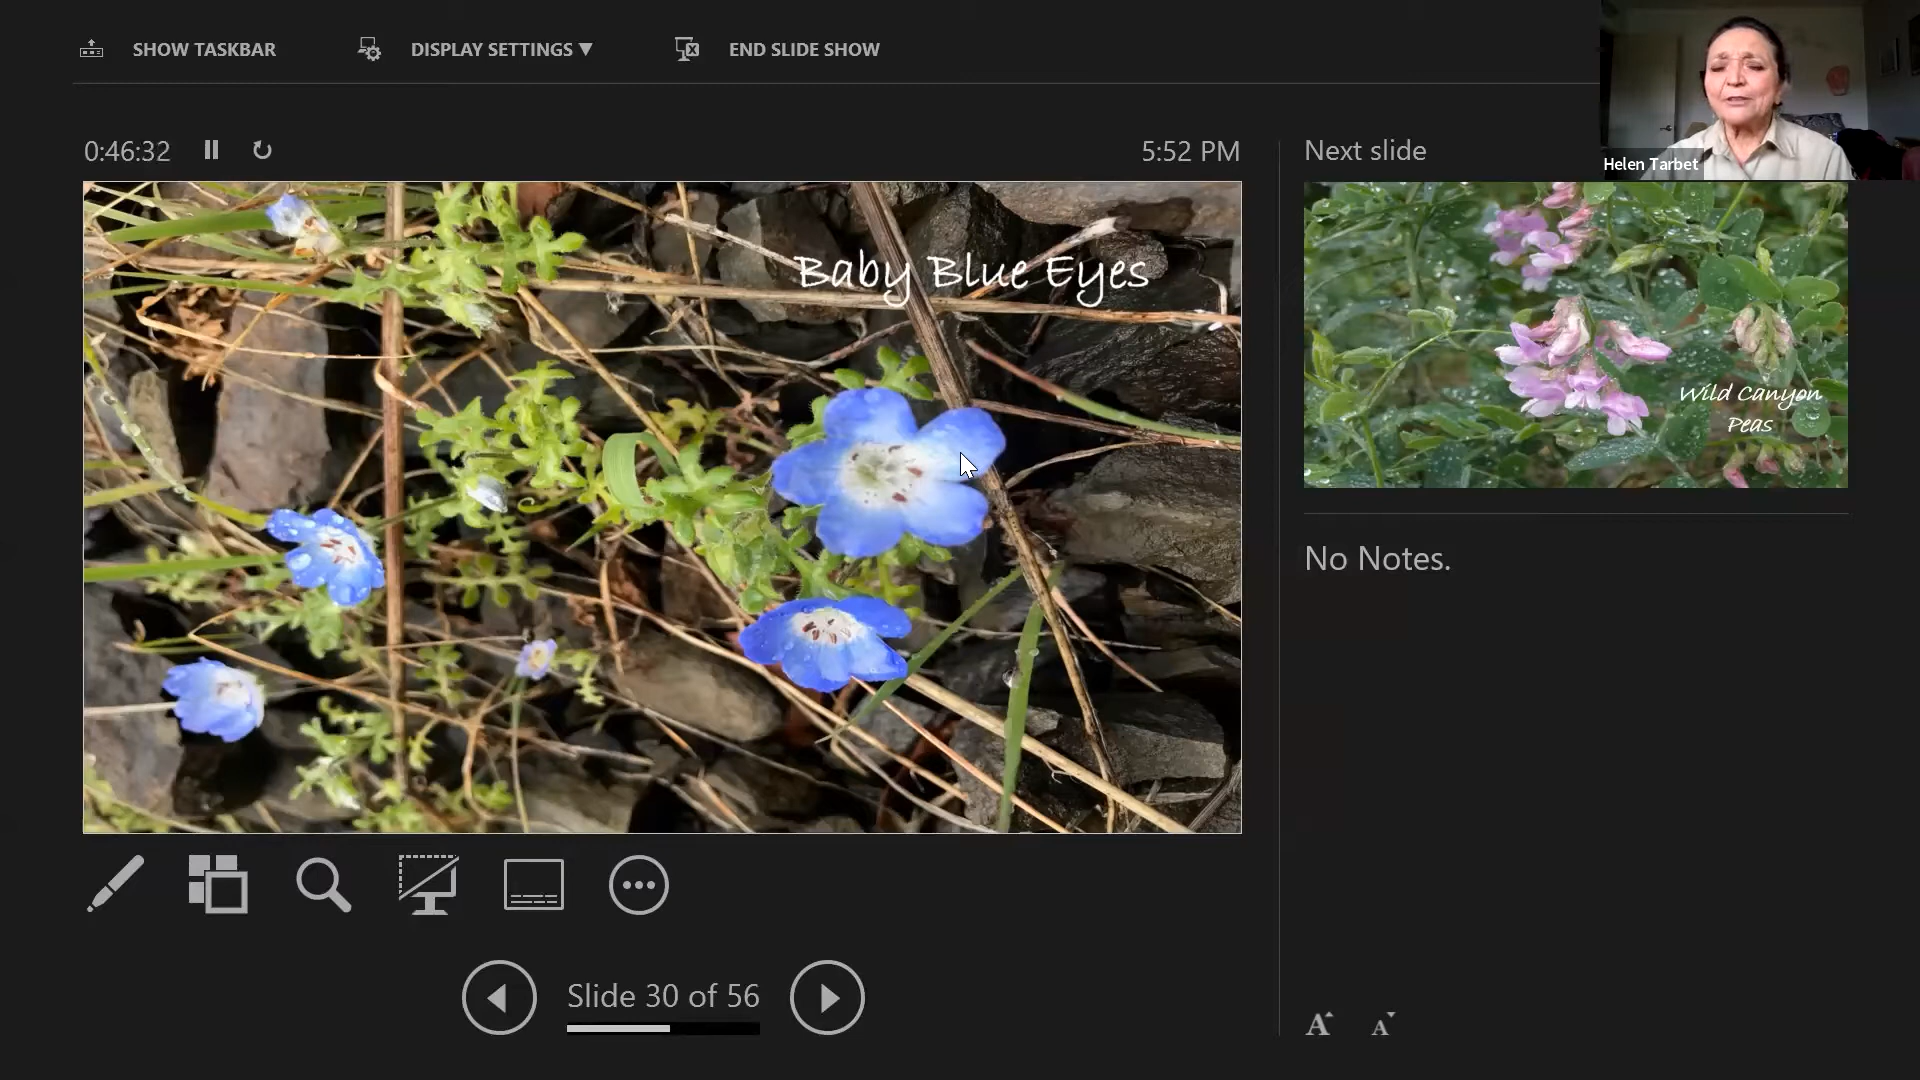 SHOW TASKBAR
DISPLAY SETTINGS ▼
END SLIDE SHOW
Helen Tarbet
0:46:32
5:52 PM
Next slide
Baby Blue Eyes
Wild Canyon
Peas
No Notes.
Slide 30 of 56
A
A